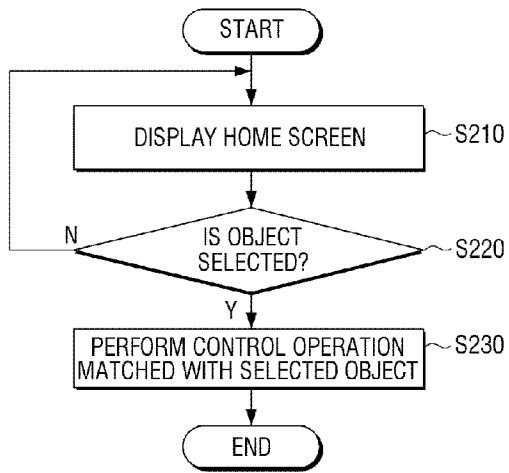 START
DISPLAY HOME SCREEN
S210
IS OBJECT
SELECTED?
S220
N
Y
PERFORM CONTROL OPERATION
MATCHED WITH SELECTED OBJECT
S230
END